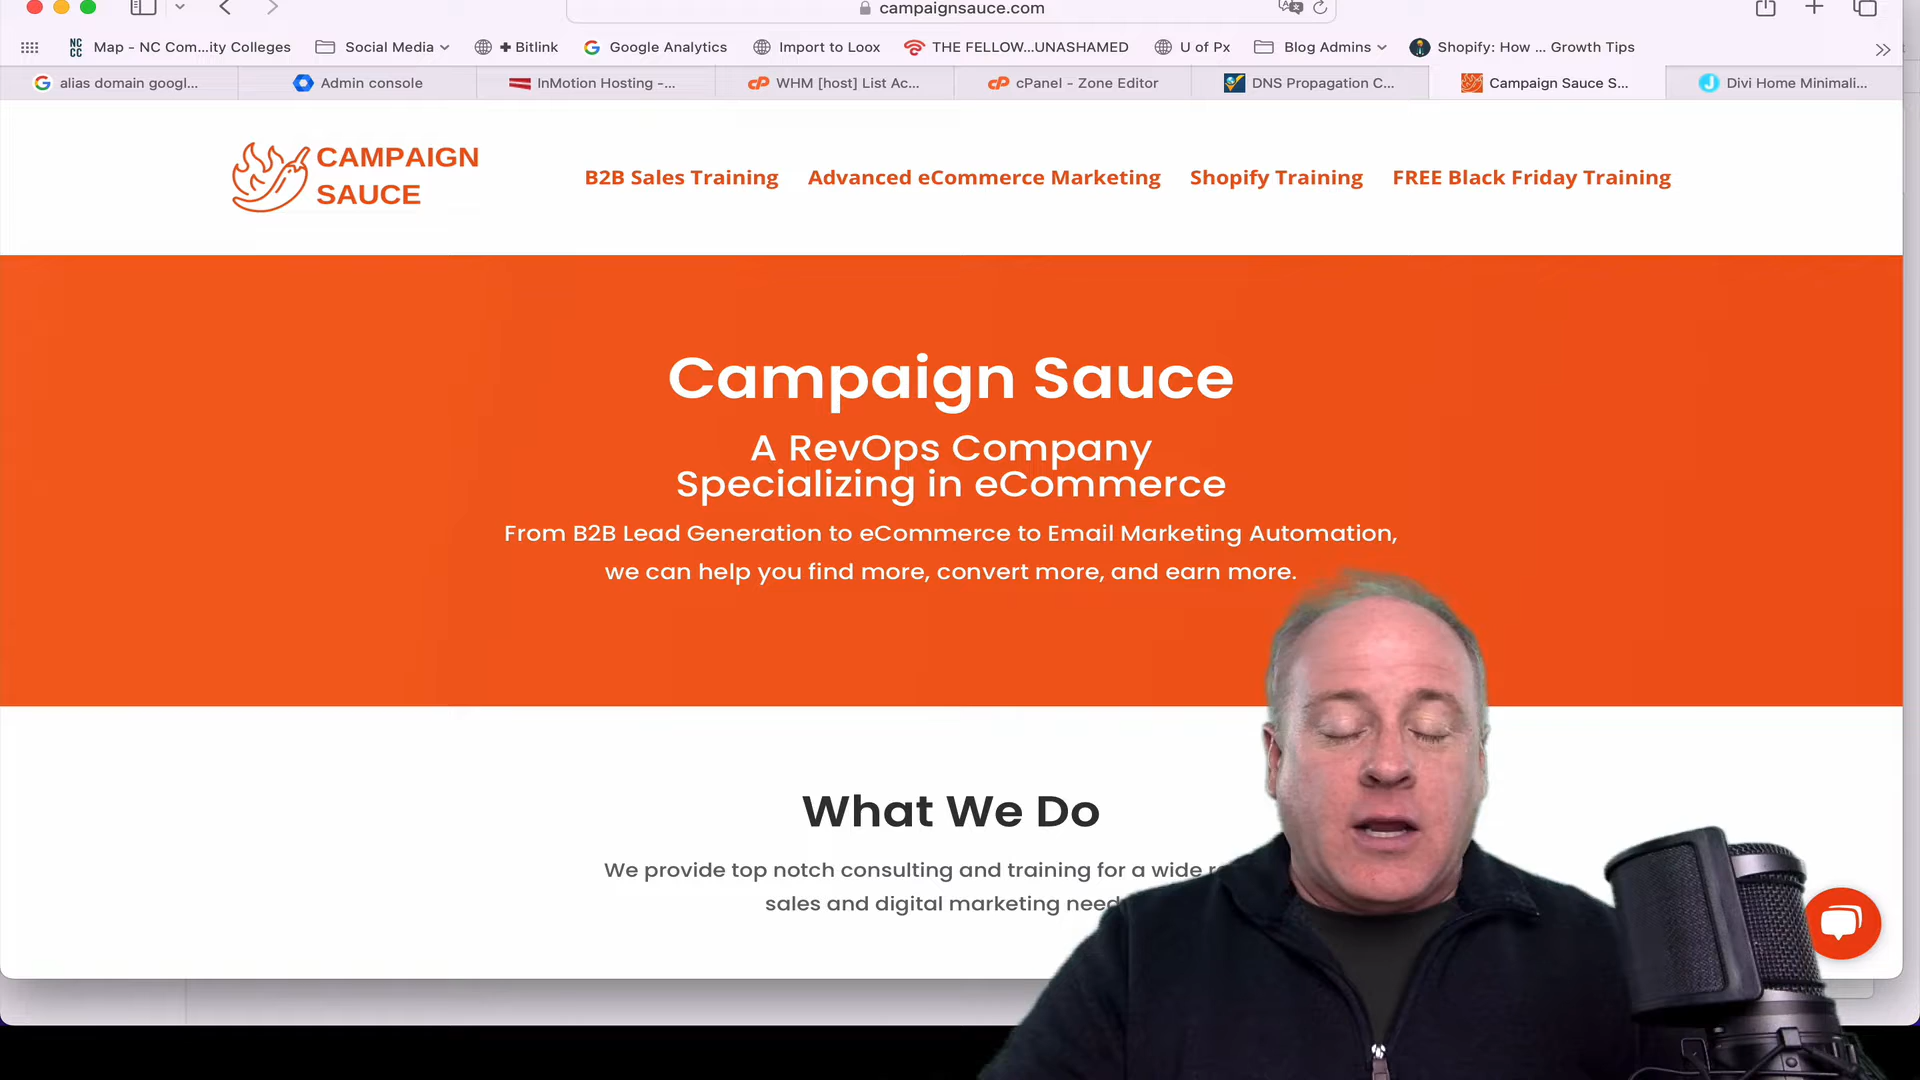 campaignsauce.com
Map - NC Com...ity Colleges
Social Media
+ Bitlink
Google Analytics
Import to Loox
THE FELLOW...UNASHAMED
U of Px
Blog Admins
Shopify: How ... Growth Tips
alias domain googl...
Admin console
InMotion Hosting -...
WHM [host] List Ac...
cPanel - Zone Editor
DNS Propagation C...
Campaign Sauce S...
Divi Home Minimali...
CAMPAIGN
SAUCE
B2B Sales Training
Advanced eCommerce Marketing
Shopify Training
FREE Black Friday Training
Campaign Sauce
A RevOps Company
Specializing in eCommerce
From B2B Lead Generation to eCommerce to Email Marketing Automation,
we can help you find more, convert more, and earn more.
What We Do
We provide top notch consulting and training for a wide
sales and digital marketing need